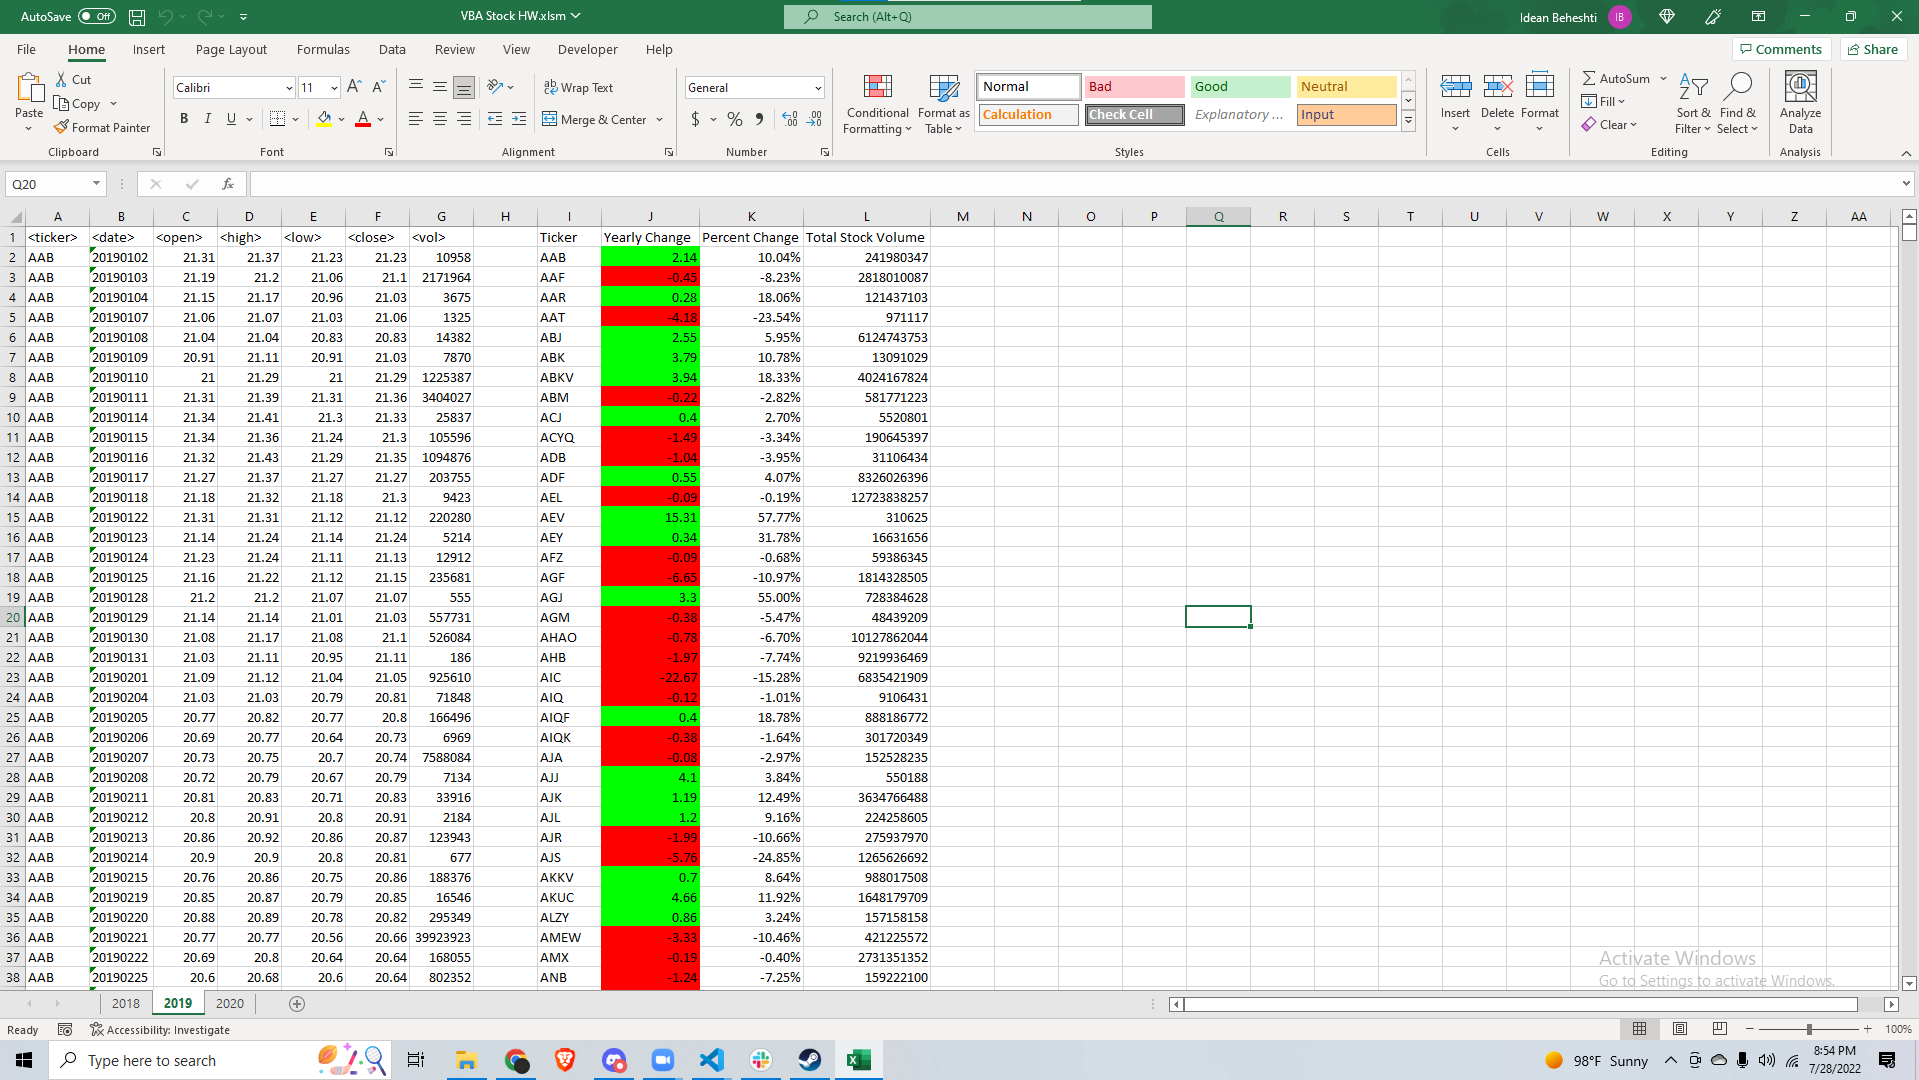 AutoSave Off VBA Stock HW.xlsm Search (Alt+Q) Idean Beheshti IB
File Home Insert Page Layout Formulas Data Review View Developer Help Comments Share
Paste Cut Copy Format Painter Clipboard
Calibri 11 B I U A Font
Wrap Text Merge & Center Alignment
General $ % Number
Conditional Formatting Format as Table
Normal Bad Good Neutral
Calculation Check Cell Explanatory ... Input
Styles
Insert Delete Format Cells
AutoSum Fill Clear Sort & Filter Find & Select Editing
Analyze Data Analysis
Q20 fx
A B C D E F G H I J K L M N O P Q R S T U V W X Y Z AA
1 <ticker> <date> <open> <high> <low> <close> <vol> Ticker Yearly Change Percent Change Total Stock Volume
2 AAB 20190102 21.31 21.37 21.23 21.23 10958 AAB 2.14 10.04% 241980347
3 AAB 20190103 21.19 21.2 21.06 21.1 2171964 AAF -0.45 -8.23% 2818010087
4 AAB 20190104 21.15 21.17 20.96 21.03 3675 AAR 0.28 18.06% 121437103
5 AAB 20190107 21.06 21.07 21.03 21.06 1325 AAT -4.18 -23.54% 971117
6 AAB 20190108 21.04 21.04 20.83 20.83 14382 ABJ 2.55 5.95% 6124743753
7 AAB 20190109 20.91 21.11 20.91 21.03 7870 ABK 3.79 10.78% 13091029
8 AAB 20190110 21 21.29 21 21.29 1225387 ABKV 3.94 18.33% 4024167824
9 AAB 20190111 21.31 21.39 21.31 21.36 3404027 ABM -0.22 -2.82% 581771223
10 AAB 20190114 21.34 21.41 21.3 21.33 25837 ACJ 0.4 2.70% 5520801
11 AAB 20190115 21.34 21.36 21.24 21.3 105596 ACYQ -1.49 -3.34% 190645397
12 AAB 20190116 21.32 21.43 21.29 21.35 1094876 ADB -1.04 -3.95% 31106434
13 AAB 20190117 21.27 21.37 21.27 21.27 203755 ADF 0.55 4.07% 8326026396
14 AAB 20190118 21.18 21.32 21.18 21.3 9423 AEL -0.09 -0.19% 12723838257
15 AAB 20190122 21.31 21.31 21.12 21.12 220280 AEV 15.31 57.77% 310625
16 AAB 20190123 21.14 21.24 21.14 21.24 5214 AEY 0.34 31.78% 16631656
17 AAB 20190124 21.23 21.24 21.11 21.13 12912 AFZ -0.09 -0.68% 59386345
18 AAB 20190125 21.16 21.22 21.12 21.15 235681 AGF -6.65 -10.97% 1814328505
19 AAB 20190128 21.2 21.2 21.07 21.07 555 AGJ 3.3 55.00% 728384628
20 AAB 20190129 21.14 21.14 21.01 21.03 557731 AGM -0.38 -5.47% 48439209
21 AAB 20190130 21.08 21.17 21.08 21.1 526084 AHAO -0.78 -6.70% 10127862044
22 AAB 20190131 21.03 21.11 20.95 21.11 186 AHB -1.97 -7.74% 9219936469
23 AAB 20190201 21.09 21.12 21.04 21.05 925610 AIC -22.67 -15.28% 6835421909
24 AAB 20190204 21.03 21.03 20.79 20.81 71848 AIQ -0.12 -1.01% 9106431
25 AAB 20190205 20.77 20.82 20.77 20.8 166496 AIQF 0.4 18.78% 888186772
26 AAB 20190206 20.69 20.77 20.64 20.73 6969 AIQK -0.38 -1.64% 301720349
27 AAB 20190207 20.73 20.75 20.7 20.74 7588084 AJA -0.08 -2.97% 152528235
28 AAB 20190208 20.72 20.79 20.67 20.79 7134 AJJ 4.1 3.84% 550188
29 AAB 20190211 20.81 20.83 20.71 20.83 33916 AJK 1.19 12.49% 3634766488
30 AAB 20190212 20.8 20.91 20.8 20.91 2184 AJL 1.2 9.16% 224258605
31 AAB 20190213 20.86 20.92 20.86 20.87 123943 AJR -1.99 -10.66% 275937970
32 AAB 20190214 20.9 20.9 20.8 20.81 677 AJS -5.76 -24.85% 1265626692
33 AAB 20190215 20.76 20.86 20.75 20.86 188376 AKKV 0.7 8.64% 988017508
34 AAB 20190219 20.85 20.87 20.79 20.85 16546 AKUC 4.66 11.92% 1648179709
35 AAB 20190220 20.88 20.89 20.78 20.82 295349 ALZY 0.86 3.24% 157158158
36 AAB 20190221 20.77 20.77 20.56 20.66 39923923 AMEW -3.33 -10.46% 421225572
37 AAB 20190222 20.69 20.8 20.64 20.64 168055 AMX -0.19 -0.40% 2731351352
38 AAB 20190225 20.6 20.68 20.6 20.64 802352 ANB -1.24 -7.25% 159222100
Activate Windows
Go to Settings to activate Windows.
2018 2019 2020
Ready Accessibility: Investigate 100%
Type here to search 98°F Sunny 8:54 PM
7/28/2022